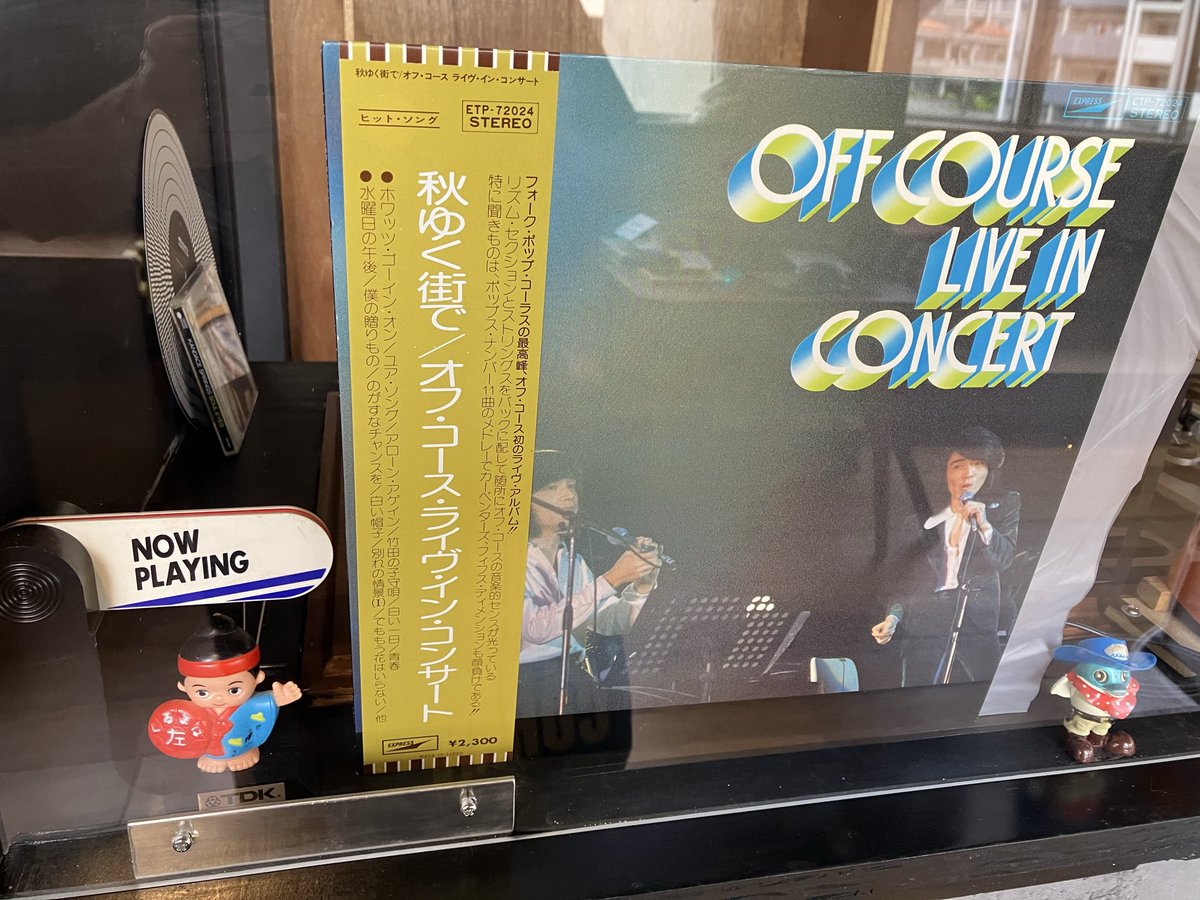 秋ゆく街で/オフ・コース ライヴ・イン・コンサート
ヒット・ソング
ETP-72024
STEREO
フォーク・ポップ・コーラスの最高峰、オフ・コース初のライヴ・アルバム!!
リズム・セクションとストリングスをバックに配して随所にオフ・コースの音楽的センスが光っている
特に聞きものは、ポップス・ナンバー11曲のメドレーでカーペンターズ、フィフス・ディメンションも顔負けである!!
秋ゆく街で/オフ・コース・ライヴ・イン・コンサート
●ホワッツ・ゴーイン・オン/ユア・ソング/アローン・アゲイン/竹田の子守唄/白い一日/青春
●水曜日の午後/僕の贈りもの/のがすなチャンスを/白い帽子/別れの情景(1)/でももう花はいらない/他
EXPRESS
¥2,300
MADE IN JAPAN
EXPRESS
ETP-72024
STEREO
OFF COURSE
LIVE IN
CONCERT
NOW
PLAYING
左
TDK